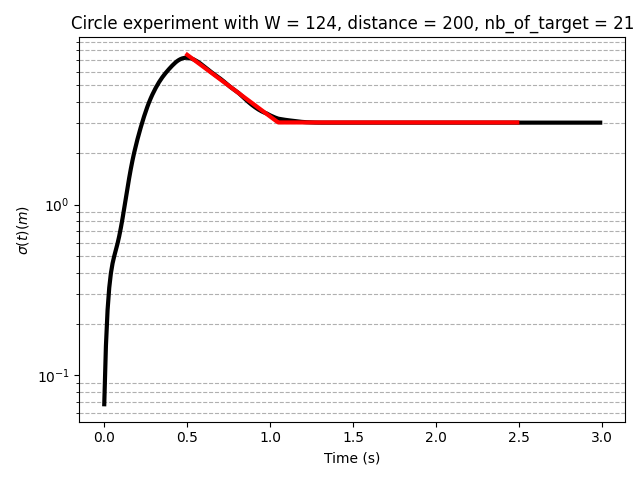 Circle experiment with W = 124, distance = 200, nb_of_target = 21
σ(t)(m)
10⁰
10⁻¹
0.0 0.5 1.0 1.5 2.0 2.5 3.0
Time (s)